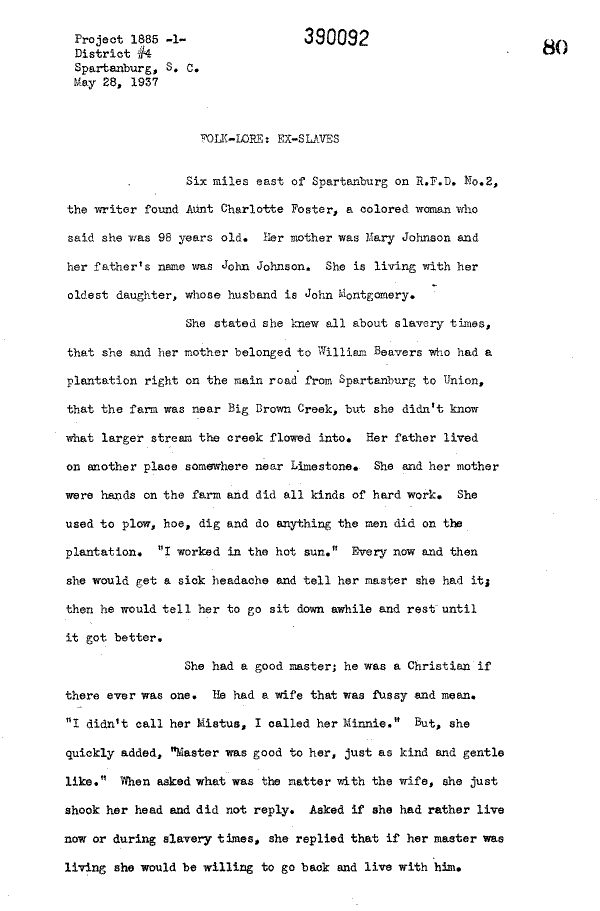 Project 1885 -1-
District #4
Spartanburg, S. C.
May 28, 1937
390092
80
FOLK-LORE: EX-SLAVES
Six miles east of Spartanburg on R.F.D. No.2,
the writer found Aunt Charlotte Foster, a colored woman who
said she was 98 years old. Her mother was Mary Johnson and
her father's name was John Johnson. She is living with her
oldest daughter, whose husband is John Montgomery.
She stated she knew all about slavery times,
that she and her mother belonged to William Beavers who had a
plantation right on the main road from Spartanburg to Union,
that the farm was near Big Brown Creek, but she didn't know
what larger stream the creek flowed into. Her father lived
on another place somewhere near Limestone. She and her mother
were hands on the farm and did all kinds of hard work. She
used to plow, hoe, dig and do anything the men did on the
plantation. "I worked in the hot sun." Every now and then
she would get a sick headache and tell her master she had it;
then he would tell her to go sit down awhile and rest until
it got better.
She had a good master; he was a Christian if
there ever was one. He had a wife that was fussy and mean.
"I didn't call her Mistus, I called her Minnie." But, she
quickly added, "Master was good to her, just as kind and gentle
like." When asked what was the matter with the wife, she just
shook her head and did not reply. Asked if she had rather live
now or during slavery times, she replied that if her master was
living she would be willing to go back and live with him.